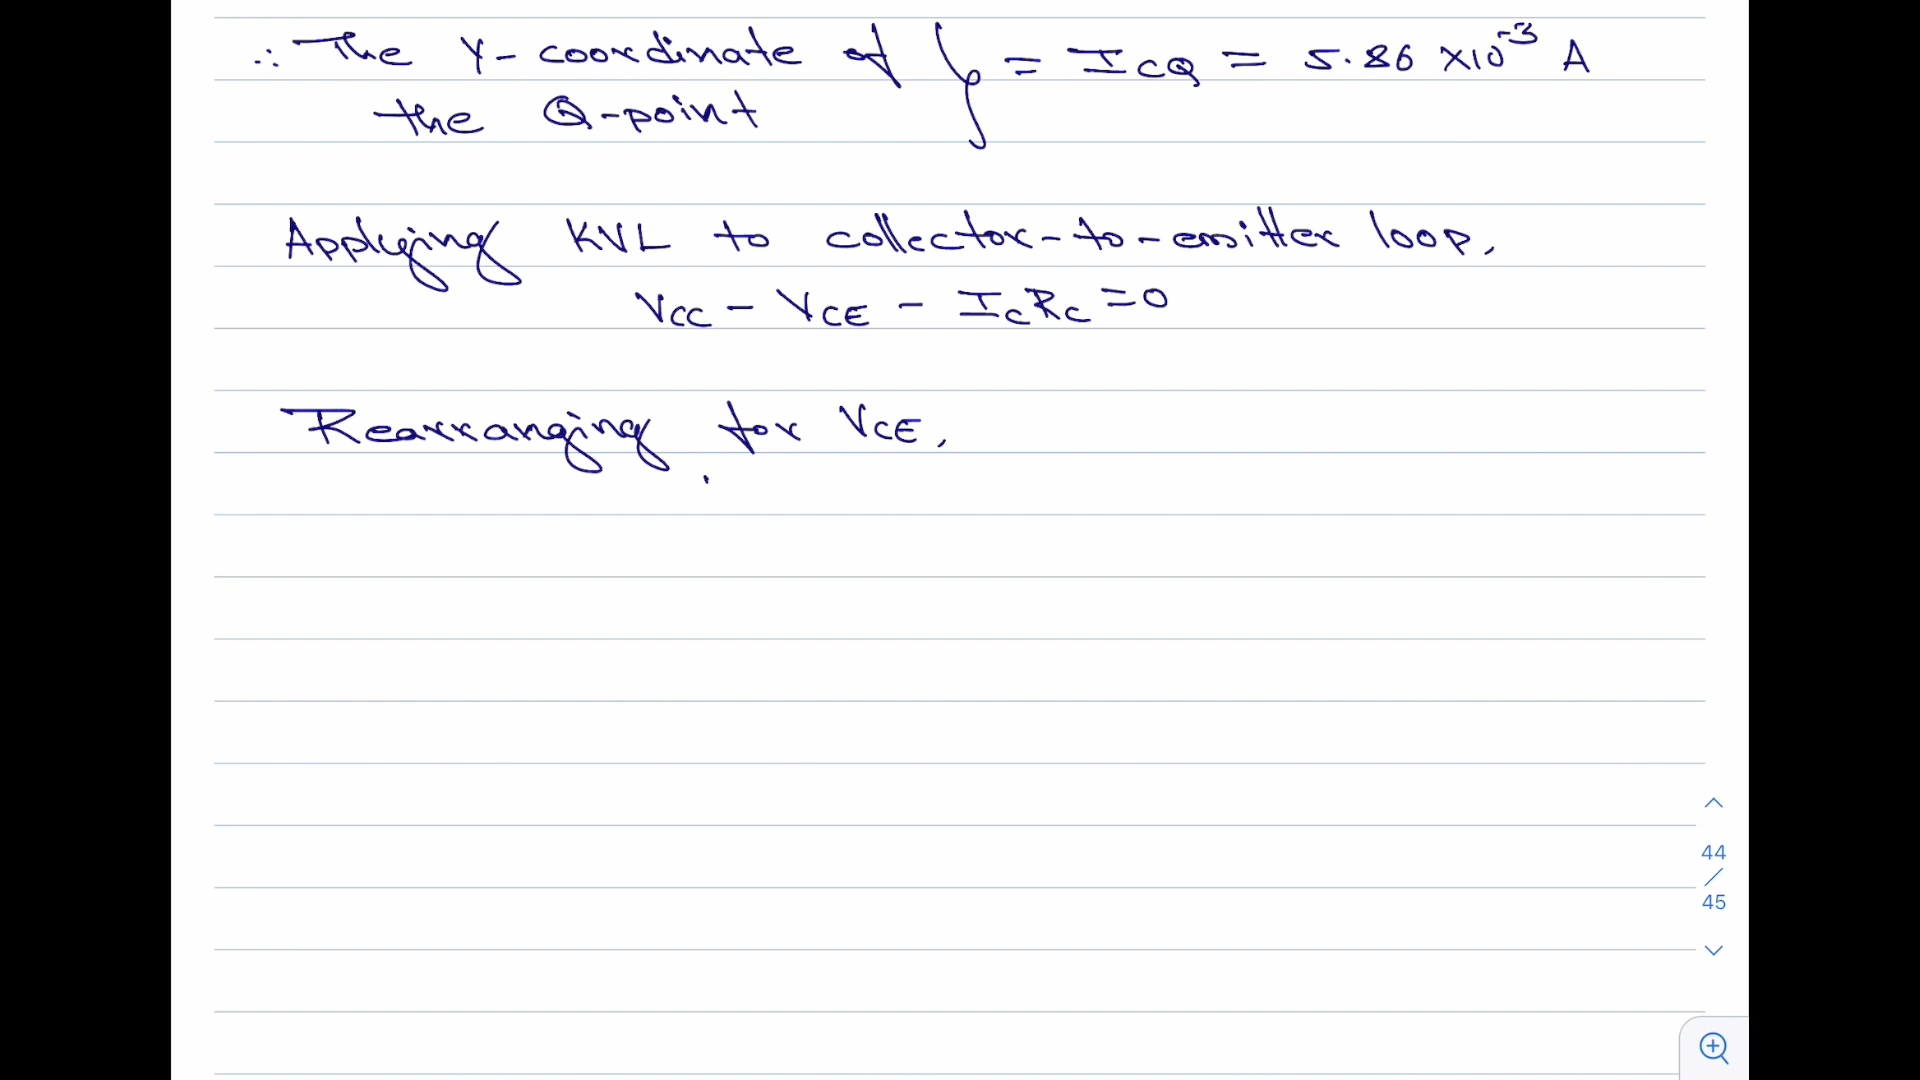 ∴ The Y-coordinate of } = ICQ = 5.86 ×10⁻³ A
the Q-point
Applying KVL to collector-to-emitter loop,
VCC - VCE - ICRC = 0
Rearranging for VCE,
44
/
45